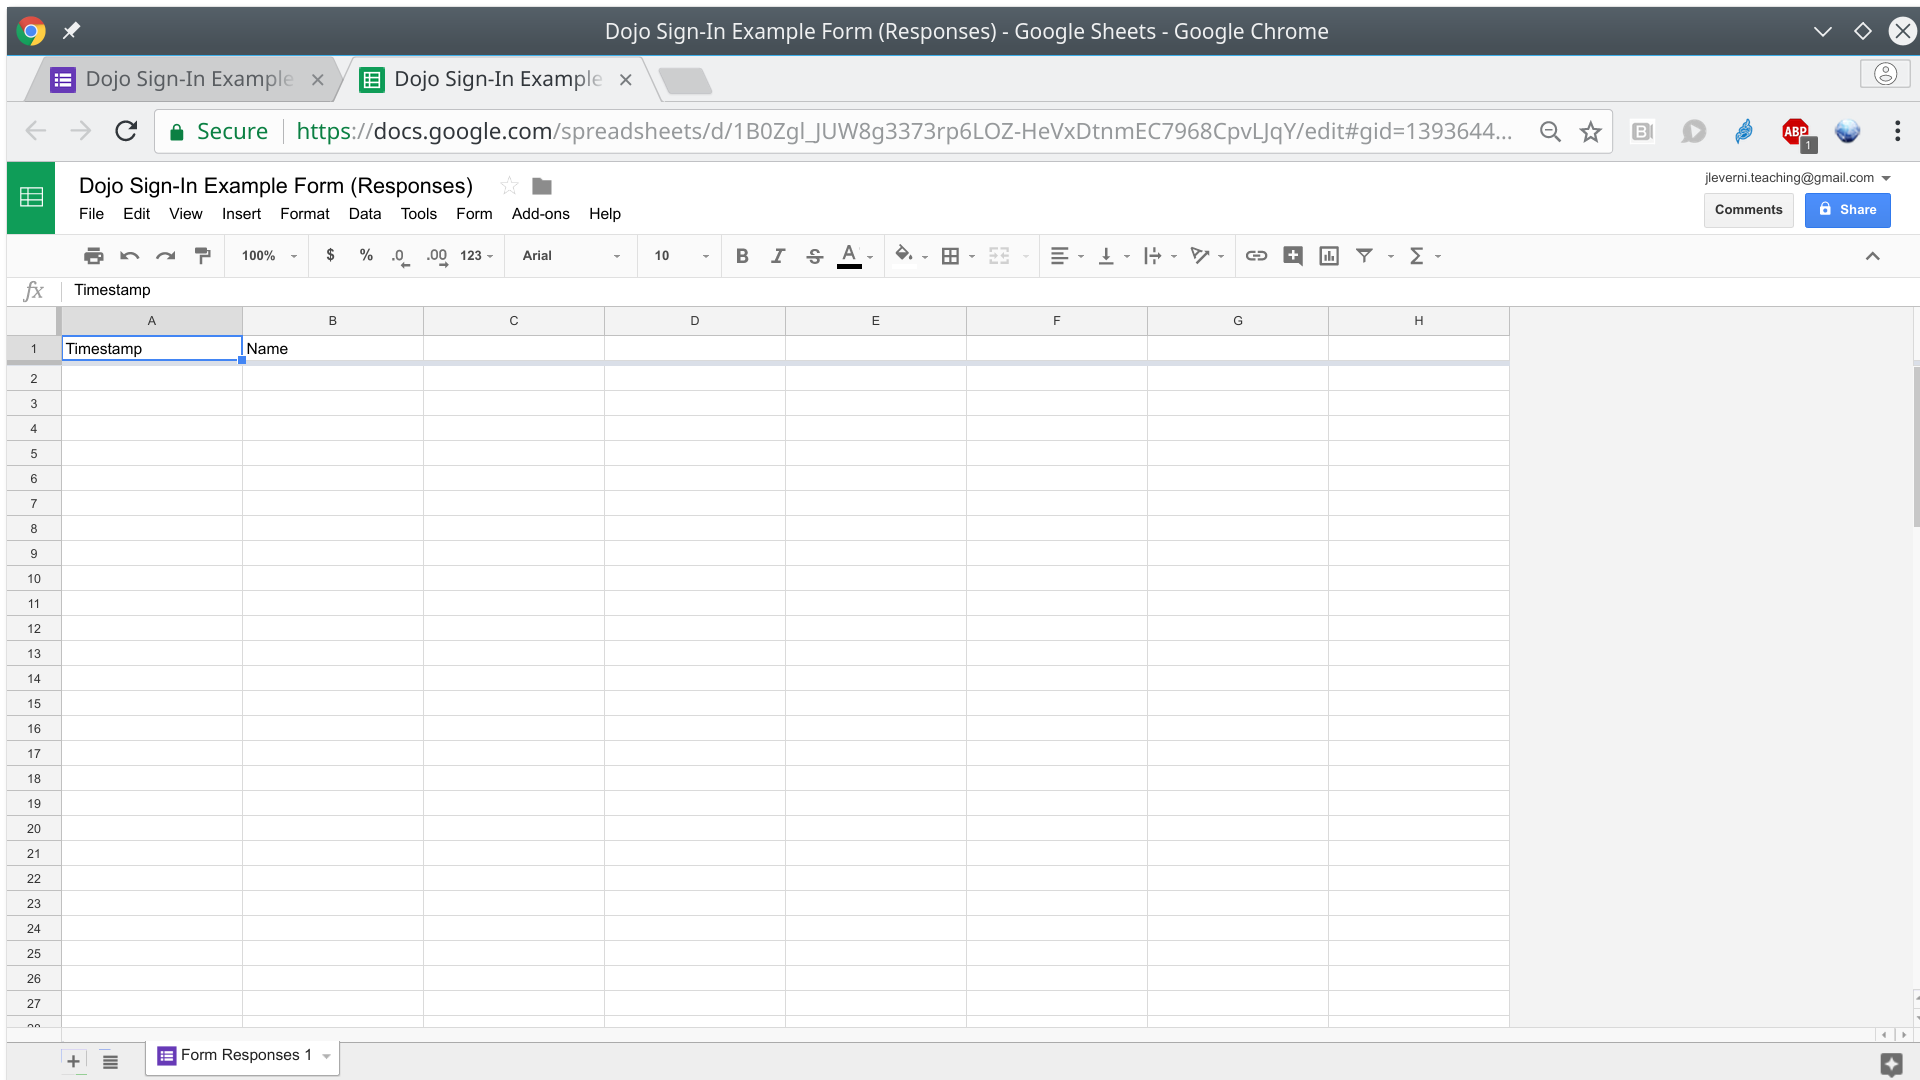 Dojo Sign-In Example Form (Responses) - Google Sheets - Google Chrome
Dojo Sign-In Example
Dojo Sign-In Example
Secure
https://docs.google.com/spreadsheets/d/1B0Zgl_JUW8g3373rp6LOZ-HeVxDtnmEC7968CpvLJqY/edit#gid=1393644...
ABP
1
Dojo Sign-In Example Form (Responses)
jleverni.teaching@gmail.com
File Edit View Insert Format Data Tools Form Add-ons Help
Comments
Share
100% $ % .0 .00 123 Arial 10 B I S A Σ
fx Timestamp
A B C D E F G H
1 Timestamp Name
2
3
4
5
6
7
8
9
10
11
12
13
14
15
16
17
18
19
20
21
22
23
24
25
26
27
Form Responses 1